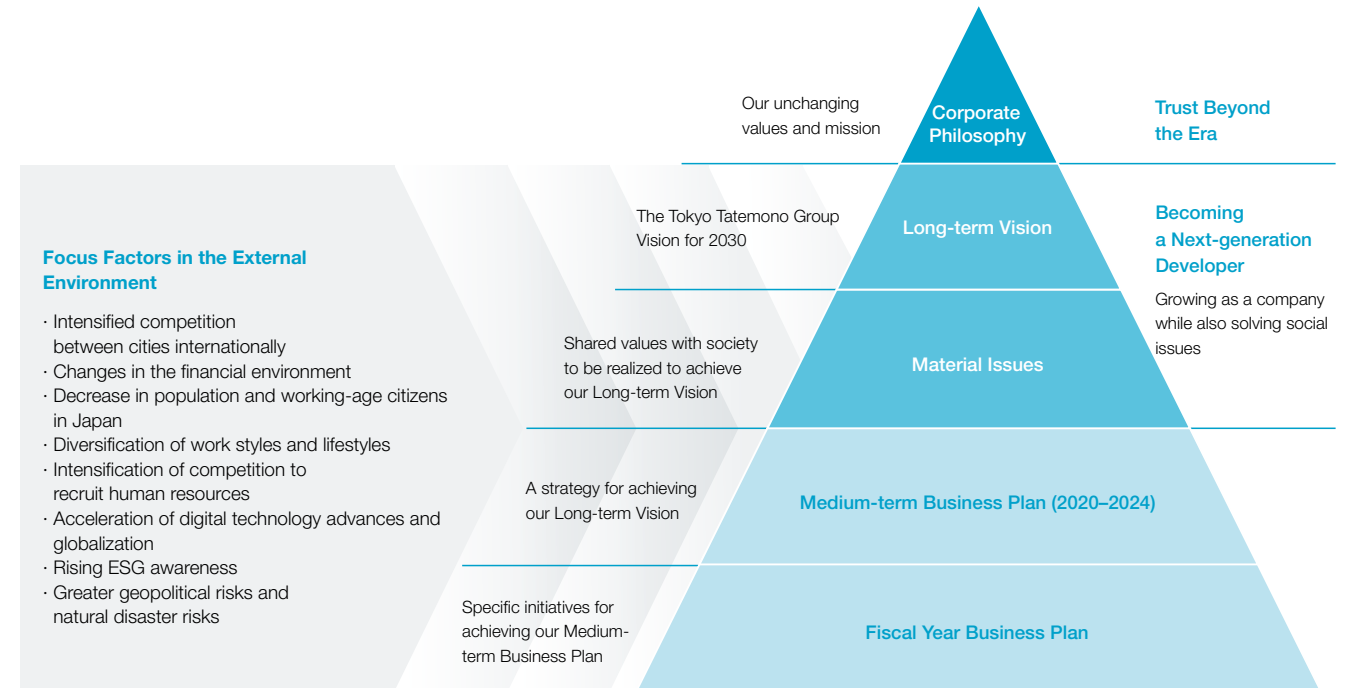 Our unchanging
values and mission
Corporate
Philosophy
Trust Beyond
the Era
The Tokyo Tatemono Group
Vision for 2030
Long-term Vision
Becoming
a Next-generation
Developer
Growing as a company
while also solving social
issues
Focus Factors in the External
Environment
· Intensified competition
between cities internationally
· Changes in the financial environment
· Decrease in population and working-age citizens
in Japan
· Diversification of work styles and lifestyles
· Intensification of competition to
recruit human resources
· Acceleration of digital technology advances and
globalization
· Rising ESG awareness
· Greater geopolitical risks and
natural disaster risks
Shared values with society
to be realized to achieve
our Long-term Vision
Material Issues
A strategy for achieving
our Long-term Vision
Medium-term Business Plan (2020–2024)
Specific initiatives for
achieving our Medium-
term Business Plan
Fiscal Year Business Plan